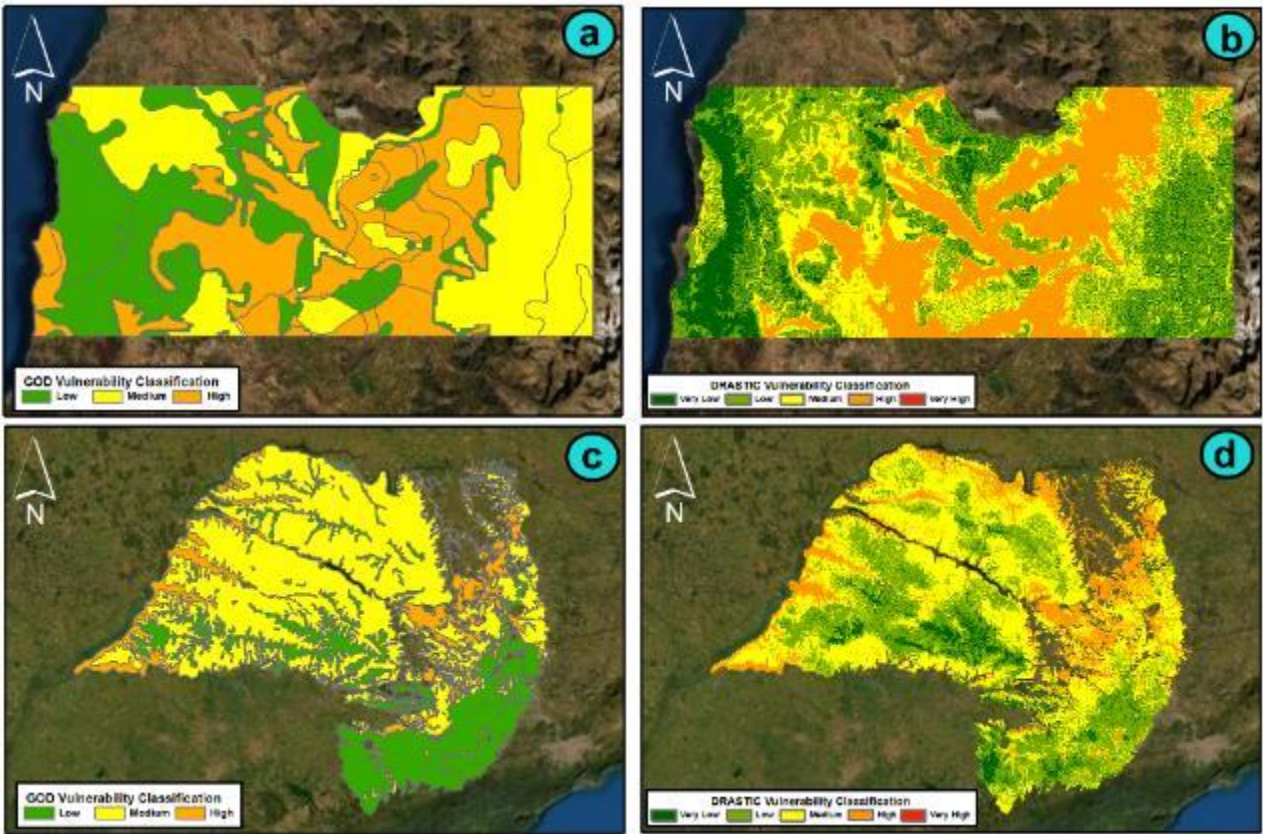 a
N
GOD Vulnerability Classification
Low Medium High
b
N
DRASTIC Vulnerability Classification
Very Low Low Medium High Very High
c
N
GOD Vulnerability Classification
Low Medium High
d
N
DRASTIC Vulnerability Classification
Very Low Low Medium High Very High